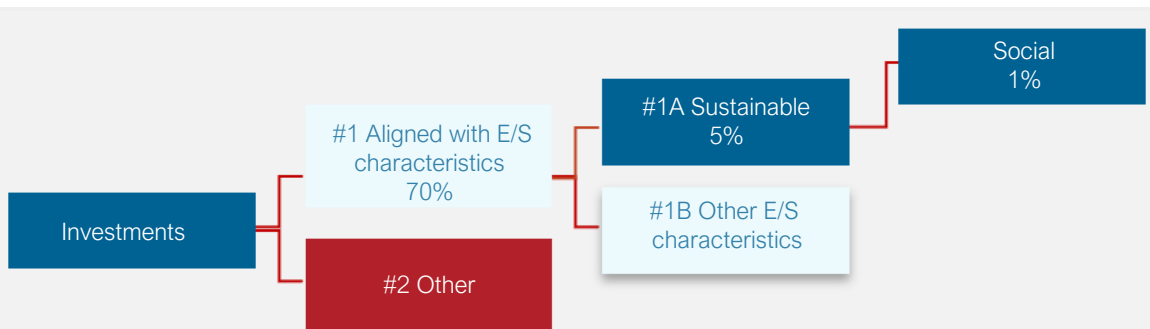 Social
1%
#1A Sustainable
5%
#1 Aligned with E/S
characteristics
70%
#1B Other E/S
characteristics
Investments
#2 Other